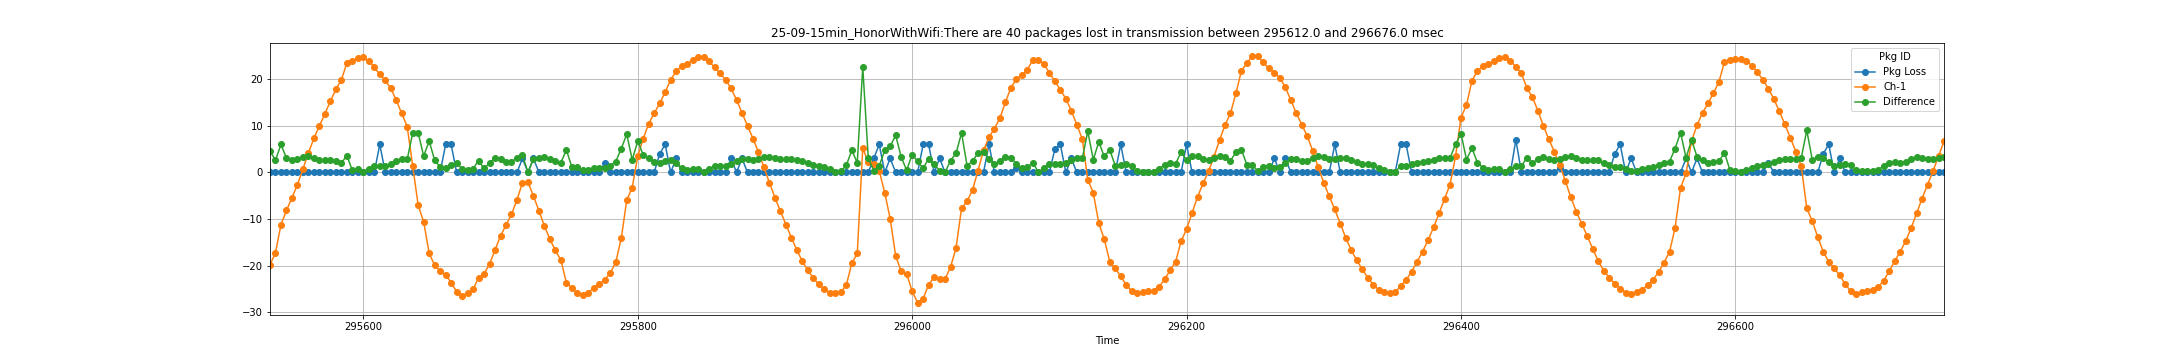 25-09-15min_HonorWithWifi:There are 40 packages lost in transmission between 295612.0 and 296676.0 msec
Pkg ID
Pkg Loss
Ch-1
Difference
20
10
0
−10
−20
−30
295600 295800 296000 296200 296400 296600
Time